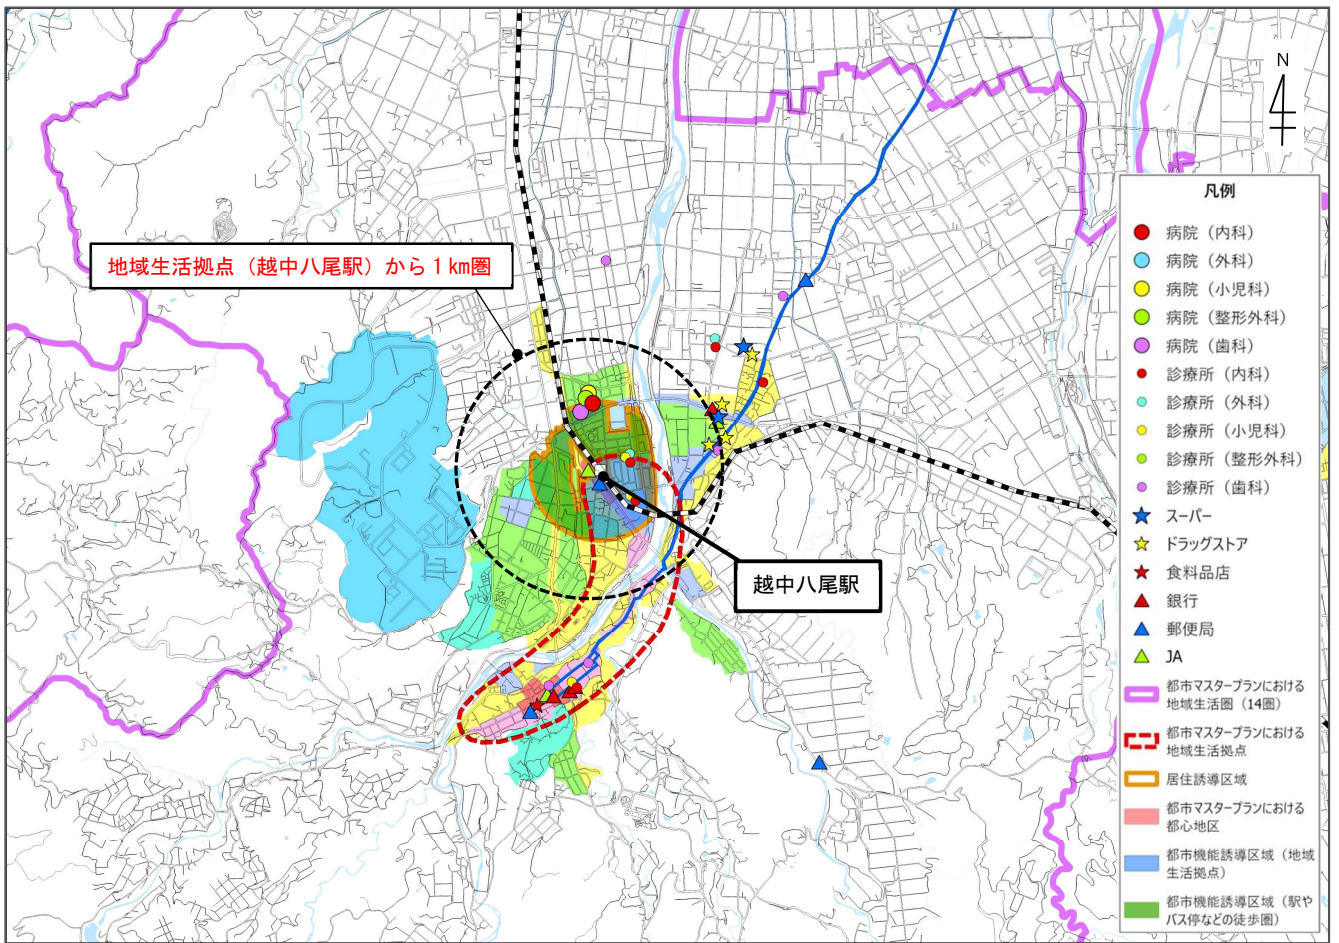 N
地域生活拠点（越中八尾駅）から１km圏
越中八尾駅
凡例
病院（内科）
病院（外科）
病院（小児科）
病院（整形外科）
病院（歯科）
診療所（内科）
診療所（外科）
診療所（小児科）
診療所（整形外科）
診療所（歯科）
スーパー
ドラッグストア
食料品店
銀行
郵便局
JA
都市マスタープランにおける
地域生活圏（14圏）
都市マスタープランにおける
地域生活拠点
居住誘導区域
都市マスタープランにおける
都心地区
都市機能誘導区域（地域
生活拠点）
都市機能誘導区域（駅や
バス停などの徒歩圏）